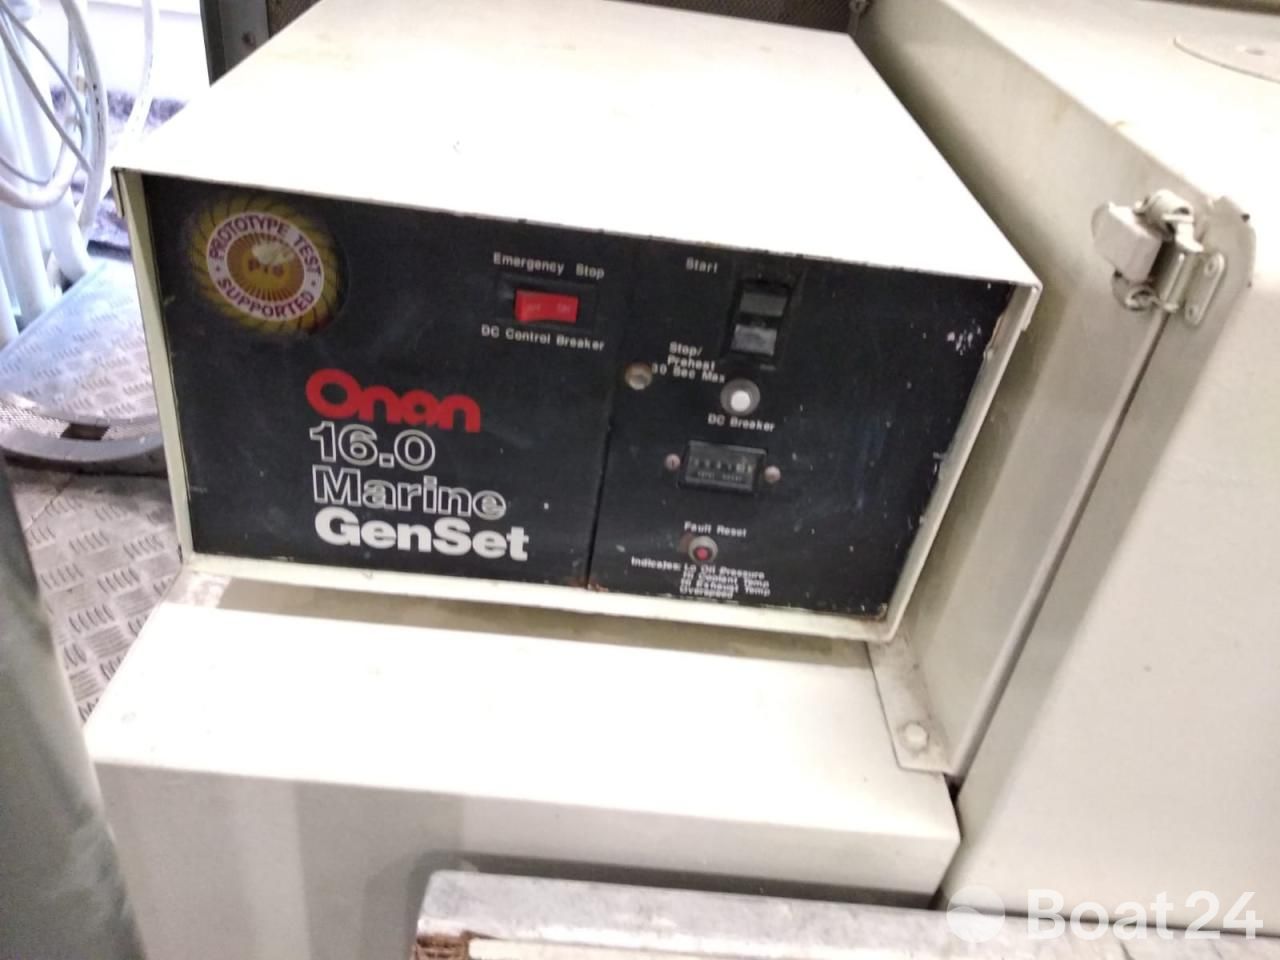 PROTOTYPE TEST
PTS
SUPPORTED
Emergency Stop
DC Control Breaker
Start
Stop/
Preheat
30 Sec Max
DC Breaker
Onan
16.0
Marine
GenSet
Fault Reset
Indicates: Lo Oil Pressure
Hi Coolant Temp
Hi Exhaust Temp
Overspeed
Boat24